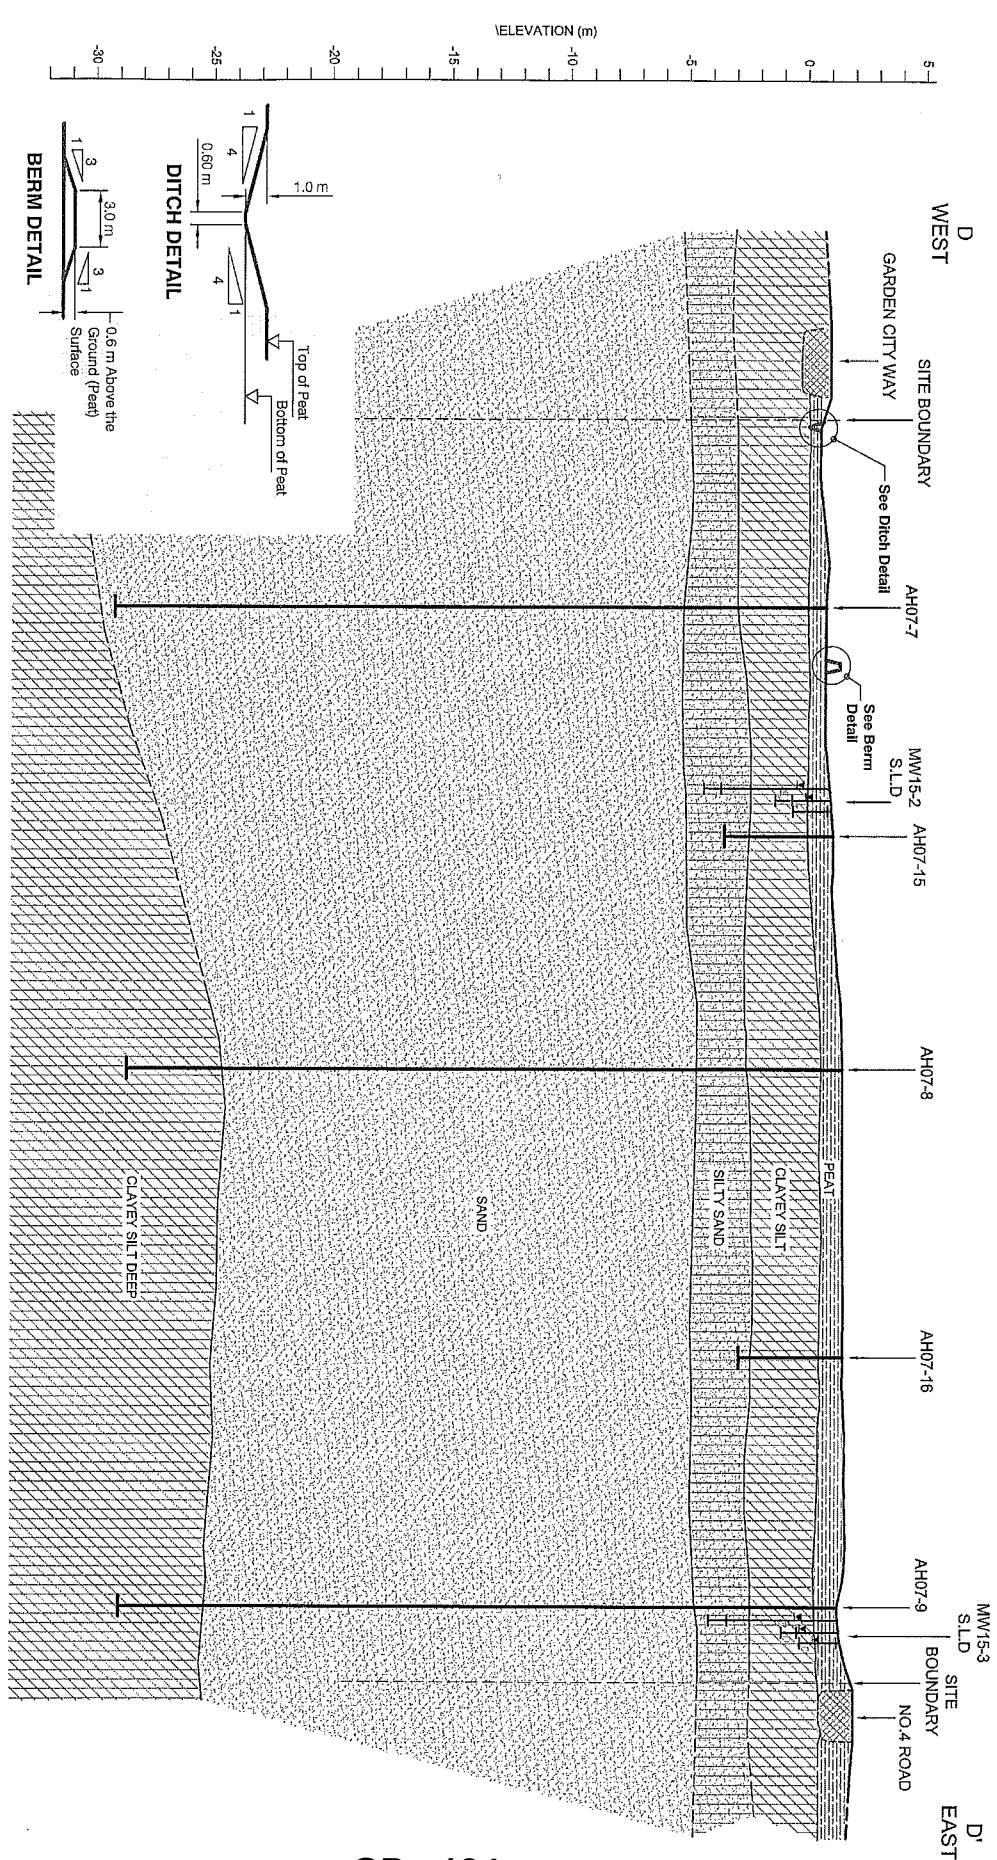 D
WEST
GARDEN CITY WAY
SITE BOUNDARY
See Ditch Detail
AH07-7
See Berm
Detail
MW15-2
S.L.D
AH07-15
AH07-8
AH07-16
AH07-9
MW15-3
S.L.D
SITE
BOUNDARY
NO.4 ROAD
D'
EAST
5
0
-5
-10
-15
-20
-25
-30
\ELEVATION (m)
PEAT
CLAYEY SILT
SILTY SAND
SAND
CLAYEY SILT DEEP
1
4
0.60 m
1.0 m
4
1
Top of Peat
Bottom of Peat
DITCH DETAIL
1
3
3.0 m
3
1
0.6 m Above the
Ground (Peat)
Surface
BERM DETAIL